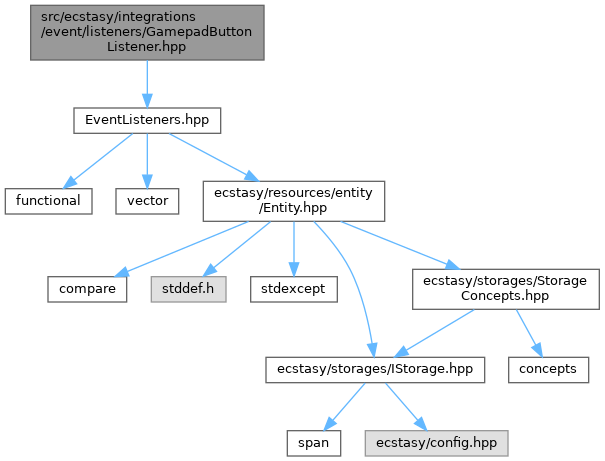 src/ecstasy/integrations
/event/listeners/GamepadButton
Listener.hpp
EventListeners.hpp
functional
vector
ecstasy/resources/entity
/Entity.hpp
compare
stddef.h
stdexcept
ecstasy/storages/Storage
Concepts.hpp
ecstasy/storages/IStorage.hpp
concepts
span
ecstasy/config.hpp